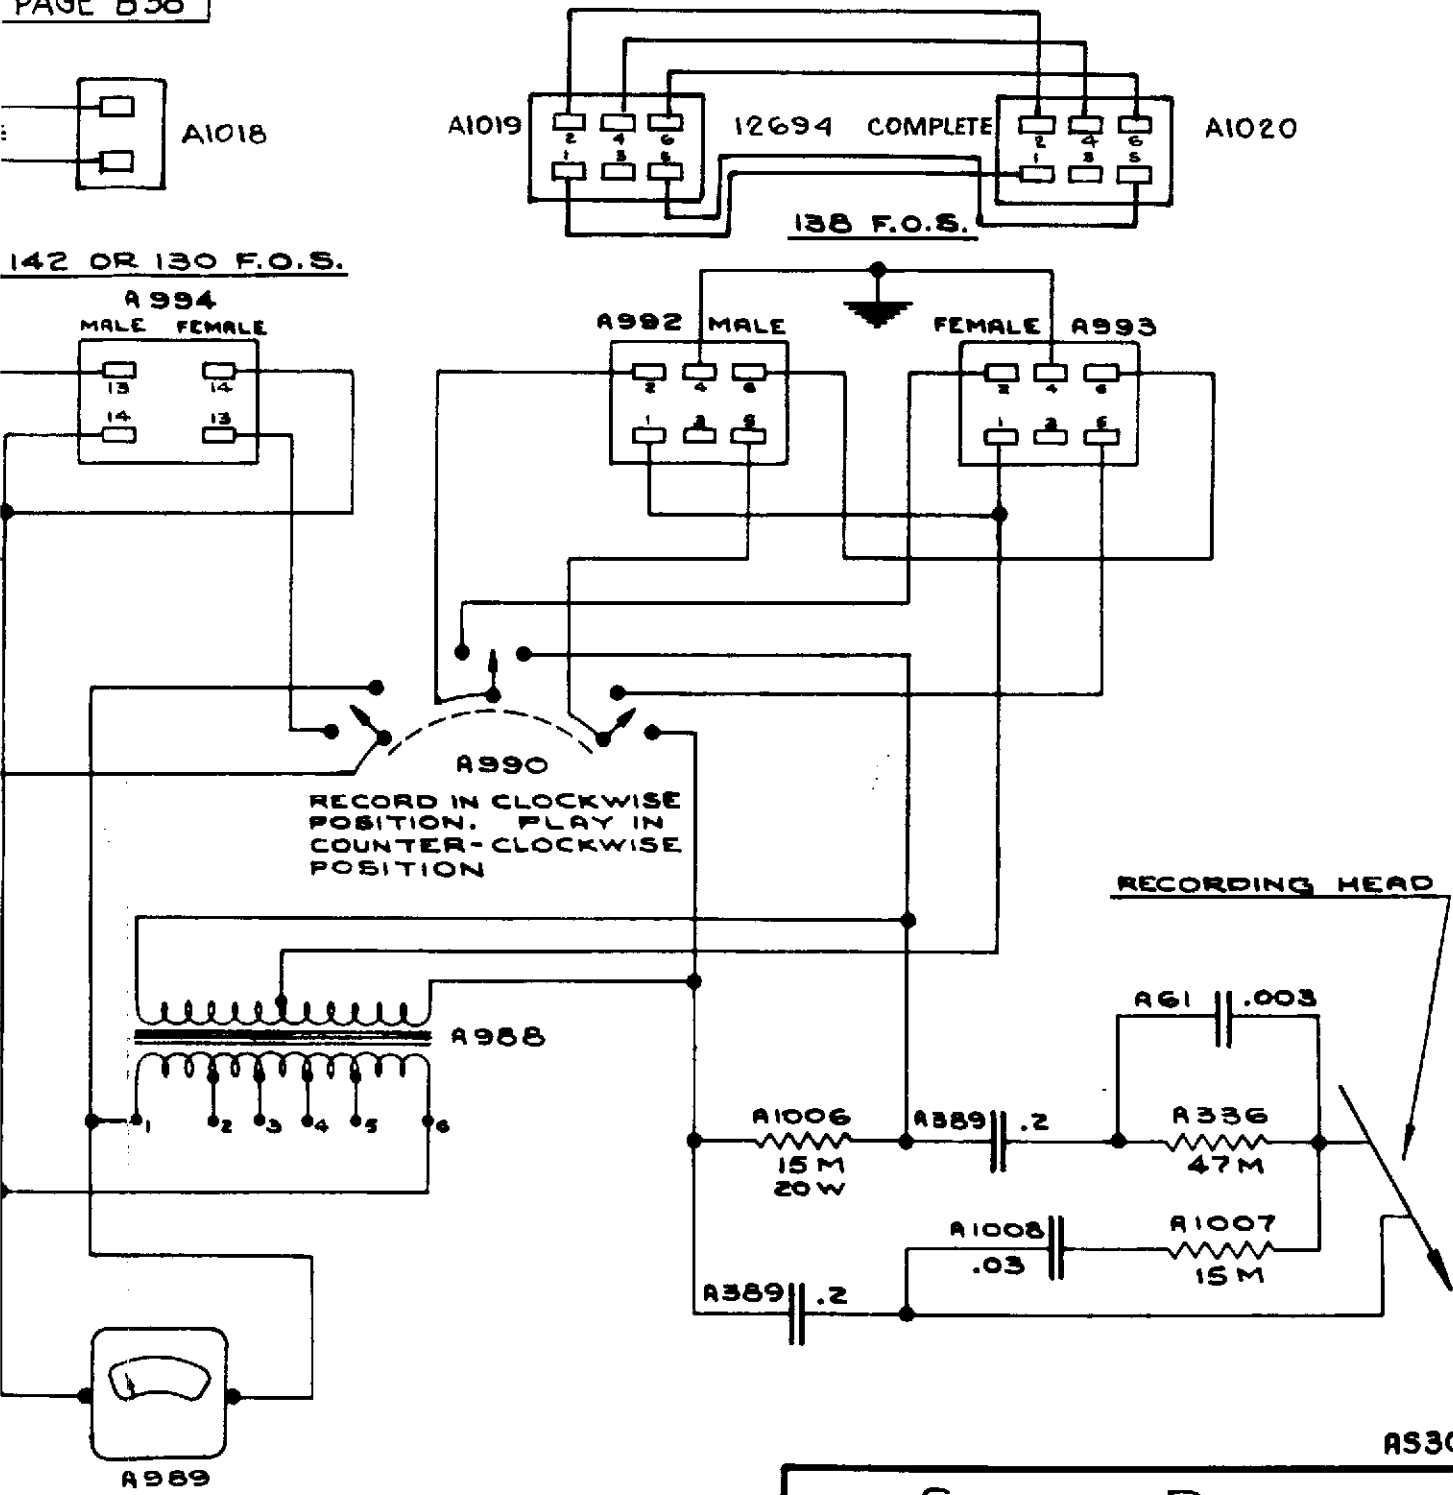 PAGE B38
A1018
A1019
12694 COMPLETE
A1020
2 4 6
1 3 5
2 4 6
1 3 5
138 F.O.S.
142 OR 130 F.O.S.
A994
MALE FEMALE
13 14
14 13
A992 MALE
FEMALE A993
2 4 6
1 3 5
2 4 6
1 3 5
A990
RECORD IN CLOCKWISE
POSITION. PLAY IN
COUNTER-CLOCKWISE
POSITION
RECORDING HEAD
A988
1 2 3 4 5 6
A61 .003
A1006
15 M
20 W
A389 .2
A336
47 M
A1008
.03
A1007
15 M
A389 .2
A989